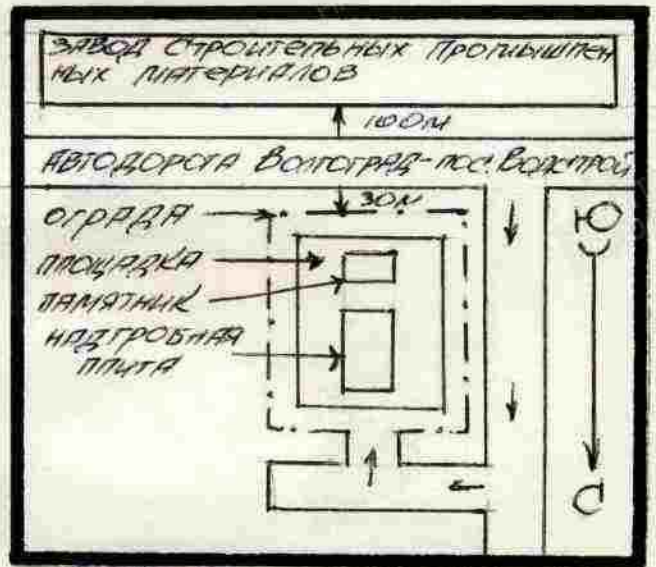 ЗАВОД СТРОИТЕЛЬНЫХ ПРОМЫШЛЕН
НЫХ МАТЕРИАЛОВ
100М
АВТОДОРОГА ВОЛГОГРАД-ПОС. ВОДСТРОЙ
30М
ОГРАДА
ПЛОЩАДКА
ПАМЯТНИК
НАДГРОБНАЯ
ПЛИТА
Ю
С